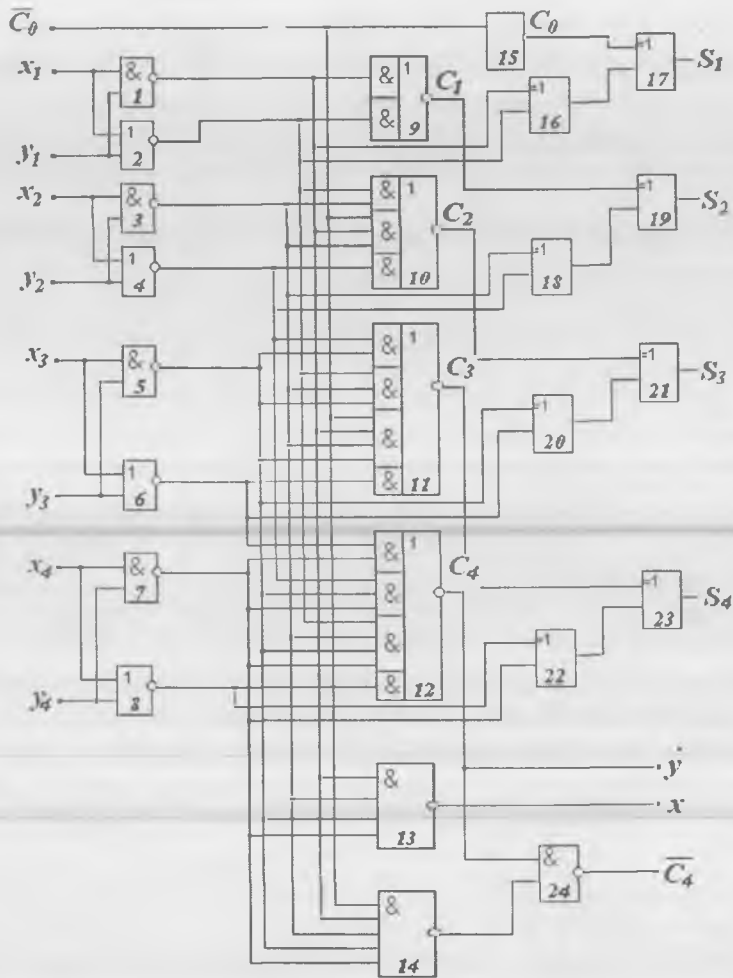 C̅₀ C₀
15 =1 17 S₁
x₁ & 1
& 1 C₁ =1 16
y₁ 1 2
& 9
x₂ & 3
& 1 C₂ =1 19 S₂
y₂ 1 4
& & 10
18
x₃ & 5
& 1 C₃ =1 21 S₃
& & & 11
=1 20
y₃ 1 6
x₄ & 7
& 1 C₄ =1 23 S₄
& & & 12
=1 22
y₄ 1 8
y
& 13 x
& 24 C̅₄
& 14